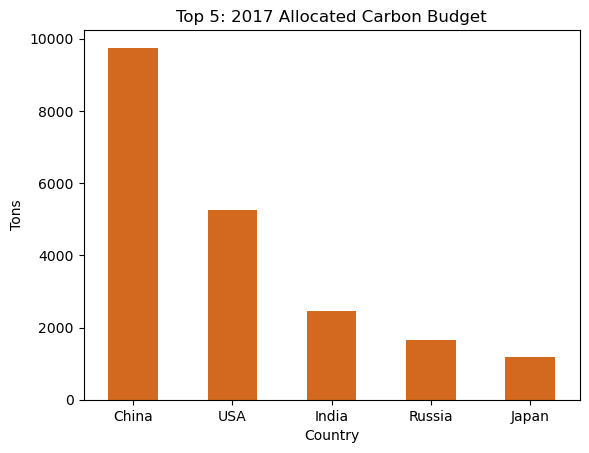 Top 5: 2017 Allocated Carbon Budget
10000
8000
6000
4000
2000
0
Tons
China USA India Russia Japan
Country